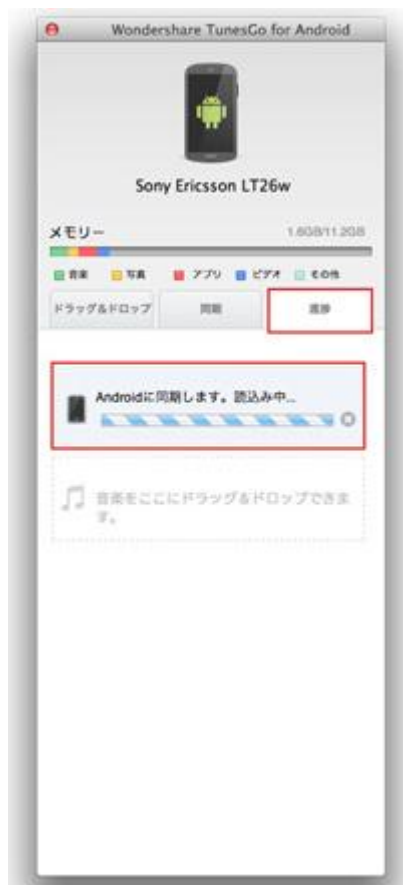 Wondershare TunesGo for Android
Sony Ericsson LT26w
メモリー 1.6GB/11.2GB
音楽 写真 アプリ ビデオ その他
ドラッグ&ドロップ 同期 進捗
Androidに同期します。読込み中...
音楽をここにドラッグ&ドロップできま
す。